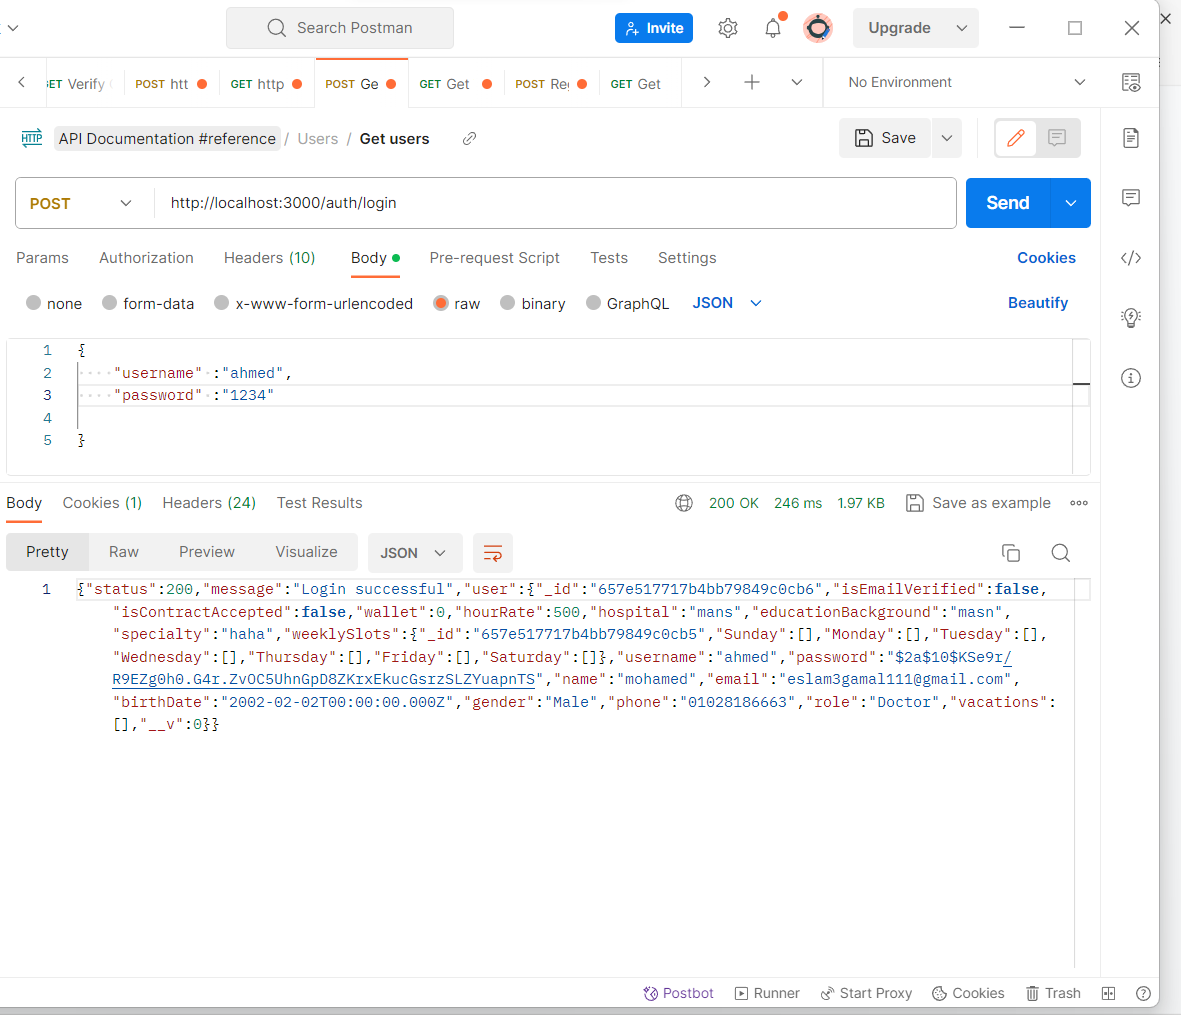 Search Postman
Invite
Upgrade
GET Verify
POST htt
GET http
POST Ge
GET Get
POST Re
GET Get
No Environment
HTTP
API Documentation #reference / Users / Get users
Save
POST
http://localhost:3000/auth/login
Send
Params Authorization Headers (10) Body Pre-request Script Tests Settings
Cookies
none form-data x-www-form-urlencoded raw binary GraphQL JSON
Beautify
1 {
2 ····"username"·:"ahmed",
3 ····"password"·:"1234"
4
5 }
Body Cookies (1) Headers (24) Test Results
200 OK 246 ms 1.97 KB Save as example
Pretty Raw Preview Visualize JSON
1 {"status":200,"message":"Login successful","user":{"_id":"657e517717b4bb79849c0cb6","isEmailVerified":false,
"isContractAccepted":false,"wallet":0,"hourRate":500,"hospital":"mans","educationBackground":"masn",
"specialty":"haha","weeklySlots":{"_id":"657e517717b4bb79849c0cb5","Sunday":[],"Monday":[],"Tuesday":[],
"Wednesday":[],"Thursday":[],"Friday":[],"Saturday":[]},"username":"ahmed","password":"$2a$10$KSe9r/
R9EZg0h0.G4r.ZvOC5UhnGpD8ZKrxEkucGsrzSLZYuapnTS","name":"mohamed","email":"eslam3gamal111@gmail.com",
"birthDate":"2002-02-02T00:00:00.000Z","gender":"Male","phone":"01028186663","role":"Doctor","vacations":
[],"__v":0}}
Postbot Runner Start Proxy Cookies Trash